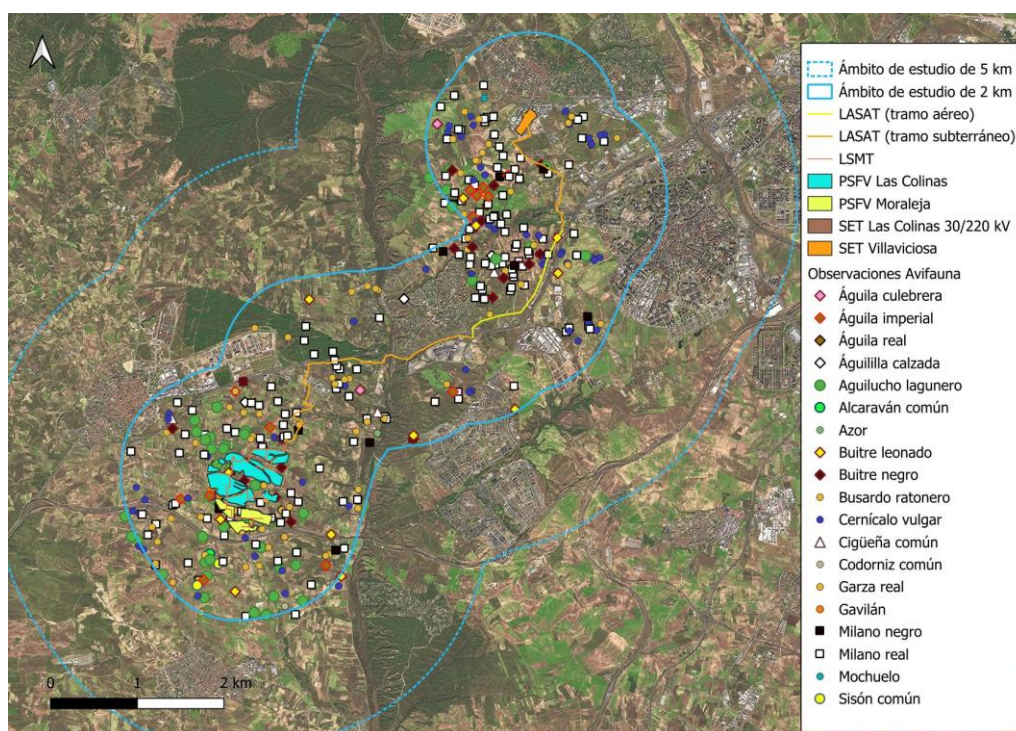 Ámbito de estudio de 5 km
Ámbito de estudio de 2 km
LASAT (tramo aéreo)
LASAT (tramo subterráneo)
LSMT
PSFV Las Colinas
PSFV Moraleja
SET Las Colinas 30/220 kV
SET Villaviciosa
Observaciones Avifauna
Águila culebrera
Águila imperial
Águila real
Águililla calzada
Aguilucho lagunero
Alcaraván común
Azor
Buitre leonado
Buitre negro
Busardo ratonero
Cernícalo vulgar
Cigüeña común
Codorniz común
Garza real
Gavilán
Milano negro
Milano real
Mochuelo
Sisón común
0 1 2 km